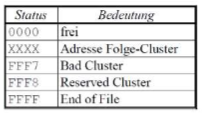 Status Bedeutung
0000 frei
XXXX Adresse Folge-Cluster
FFF7 Bad Cluster
FFF8 Reserved Cluster
FFFF End of File